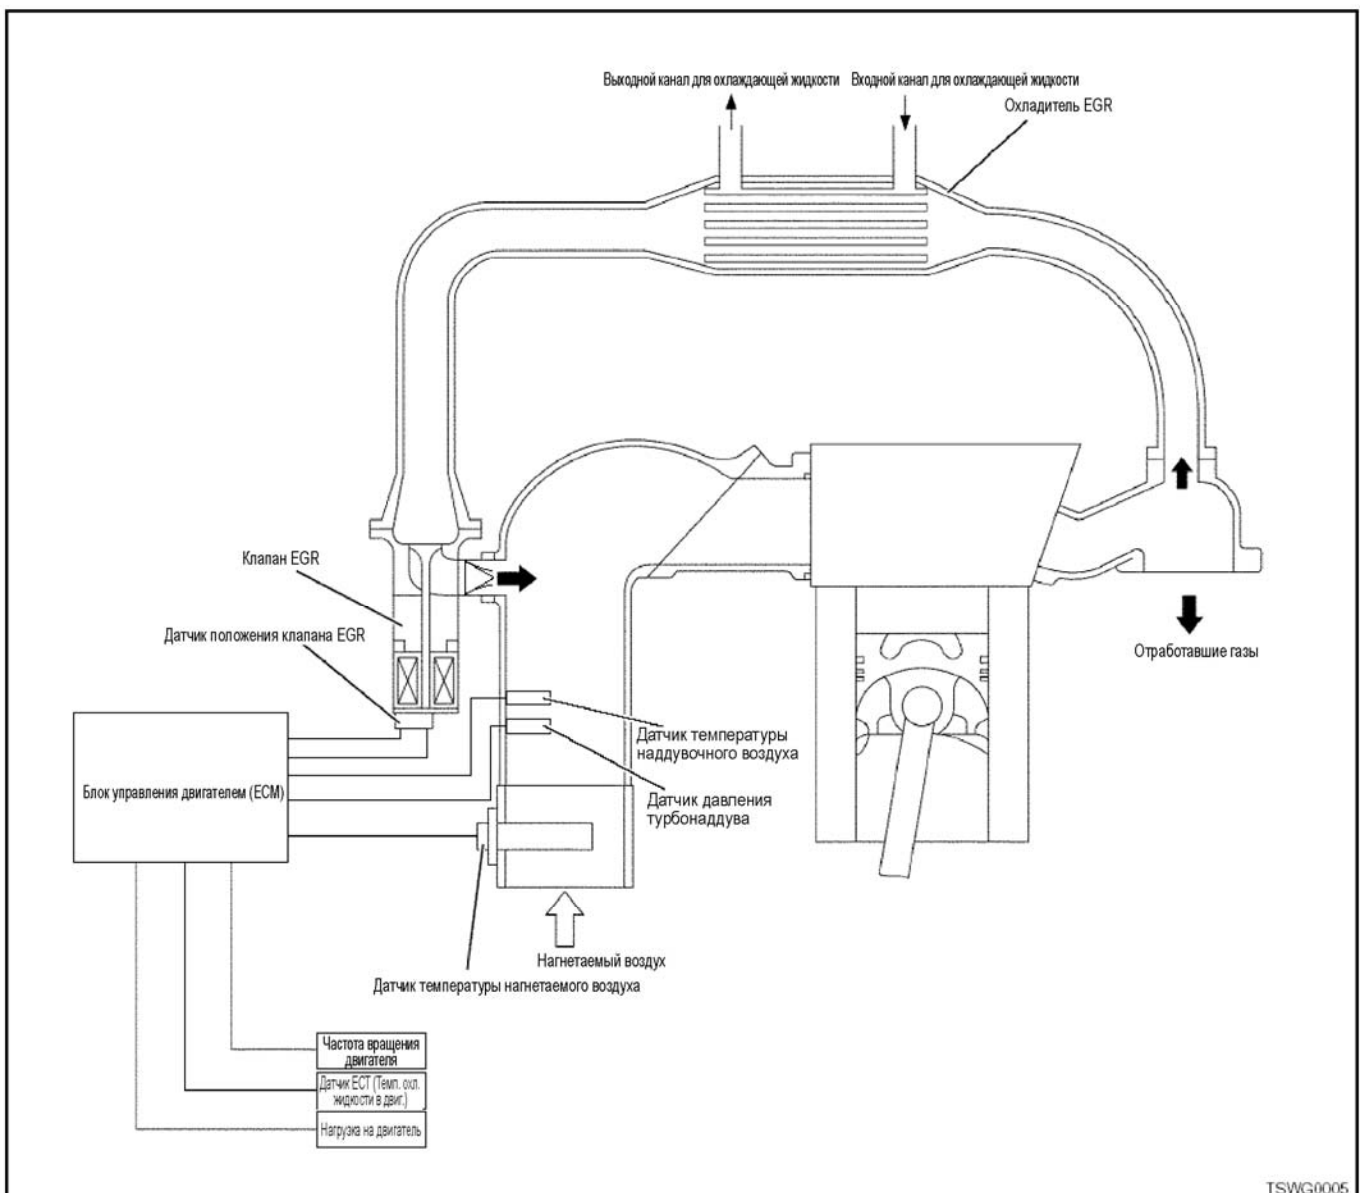 Выходной канал для охлаждающей жидкости
Входной канал для охлаждающей жидкости
Охладитель EGR
Клапан EGR
Датчик положения клапана EGR
Отработавшие газы
Датчик температуры
наддувочного воздуха
Блок управления двигателем (ECM)
Датчик давления
турбонаддува
Нагнетаемый воздух
Датчик температуры нагнетаемого воздуха
Частота вращения
двигателя
Датчик ECT (Темп. охл.
жидкости в двиг.)
Нагрузка на двигатель
TSWG0005